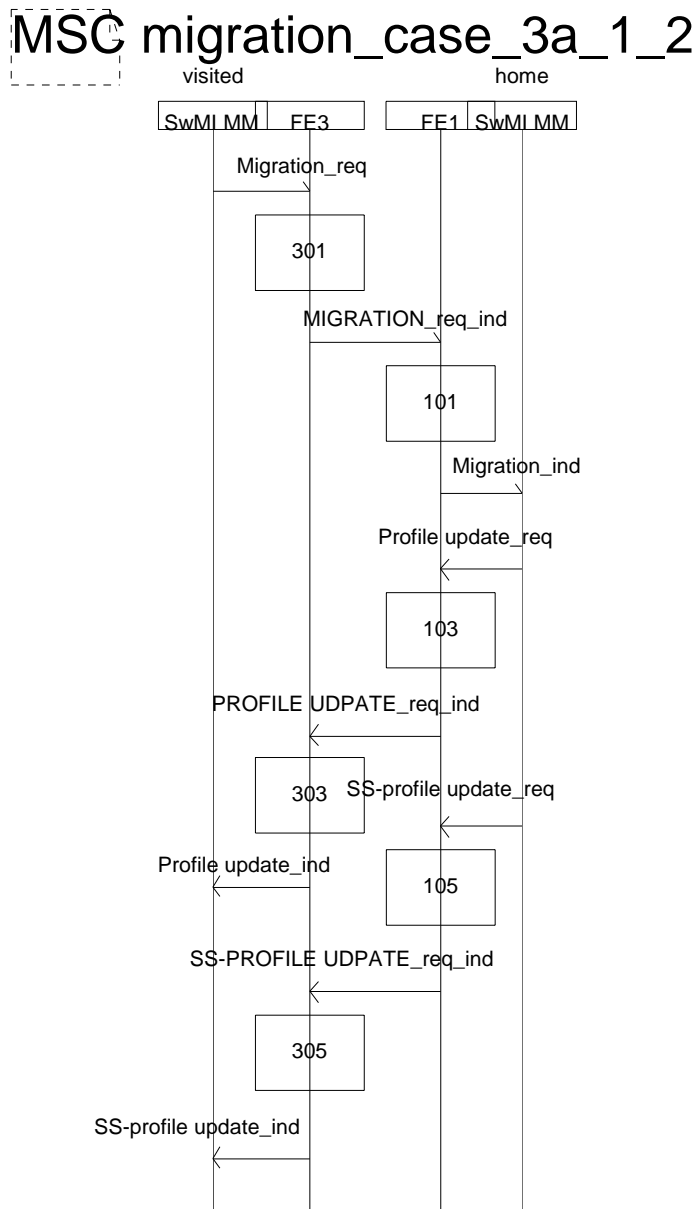 MSC migration_case_3a_1_2
visited home
SwMI MM FE3 FE1 SwMI MM
Migration_req
301
MIGRATION_req_ind
101
Migration_ind
Profile update_req
103
PROFILE UDPATE_req_ind
303
SS-profile update_req
Profile update_ind
105
SS-PROFILE UDPATE_req_ind
305
SS-profile update_ind